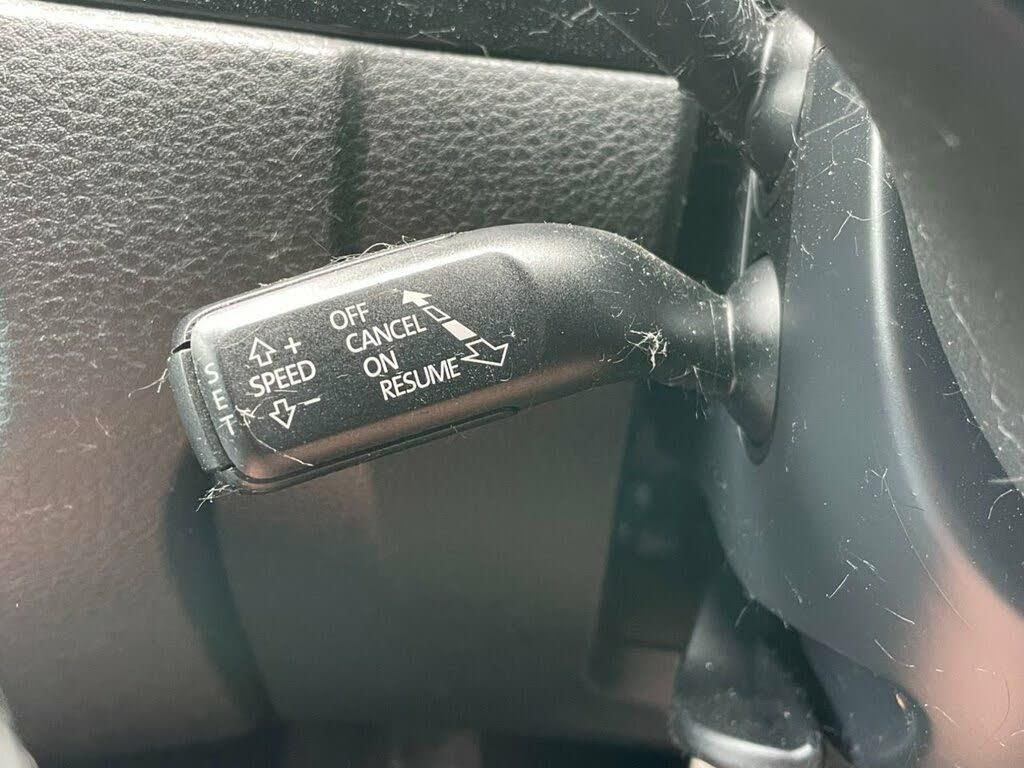 OFF
CANCEL
ON
RESUME
+
SPEED
−
SET